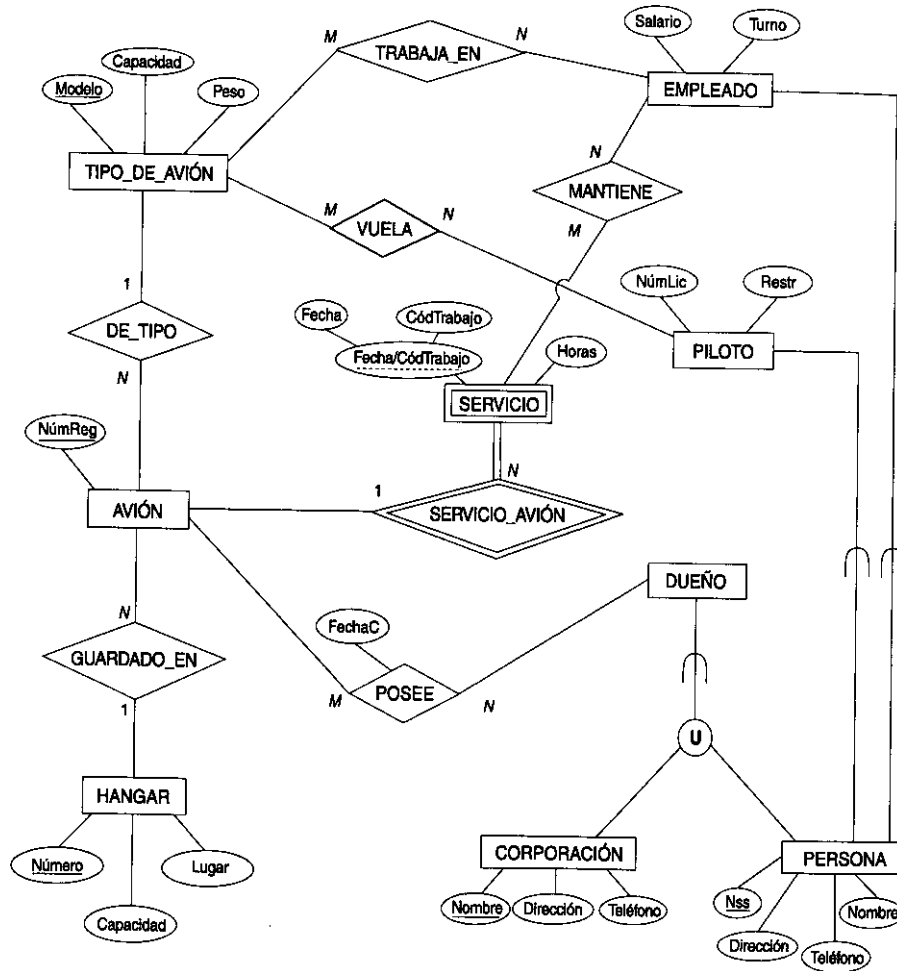 M
TRABAJA_EN
N
Salario
Turno
EMPLEADO
Capacidad
Modelo
Peso
TIPO_DE_AVIÓN
N
MANTIENE
M
M
VUELA
N
1
DE_TIPO
N
Fecha
CódTrabajo
Fecha/CódTrabajo
Horas
SERVICIO
NúmLic
Restr
PILOTO
NúmReg
AVIÓN
1
N
SERVICIO_AVIÓN
DUEÑO
N
GUARDADO_EN
1
FechaC
M
POSEE
N
U
HANGAR
Número
Lugar
Capacidad
CORPORACIÓN
Nombre
Dirección
Teléfono
PERSONA
Nss
Nombre
Dirección
Teléfono